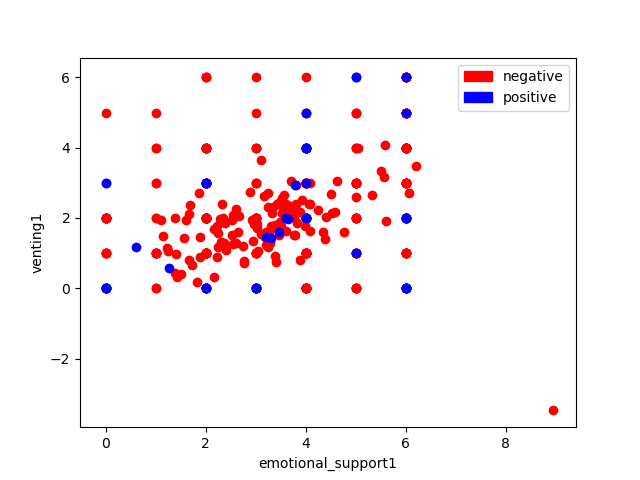 negative
positive
6
4
2
0
−2
venting1
0 2 4 6 8
emotional_support1